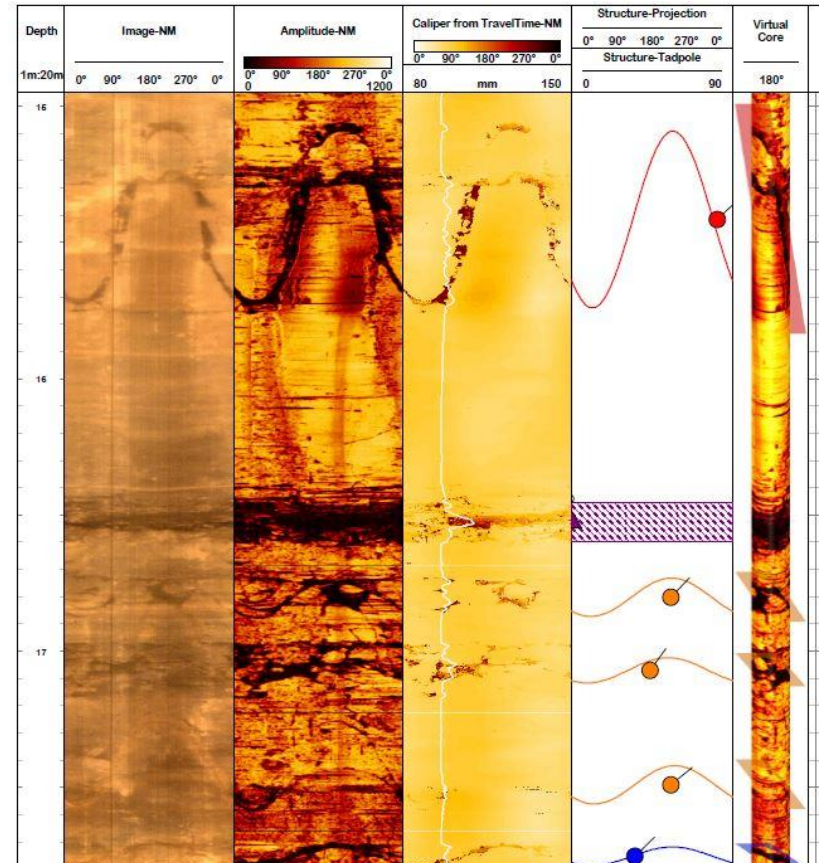 Depth
1m:20m
Image-NM
0° 90° 180° 270° 0°
Amplitude-NM
0° 90° 180° 270° 0°
0 1200
Caliper from TravelTime-NM
0° 90° 180° 270° 0°
80 mm 150
Structure-Projection
0° 90° 180° 270° 0°
Structure-Tadpole
0 90
Virtual
Core
180°
15
16
17